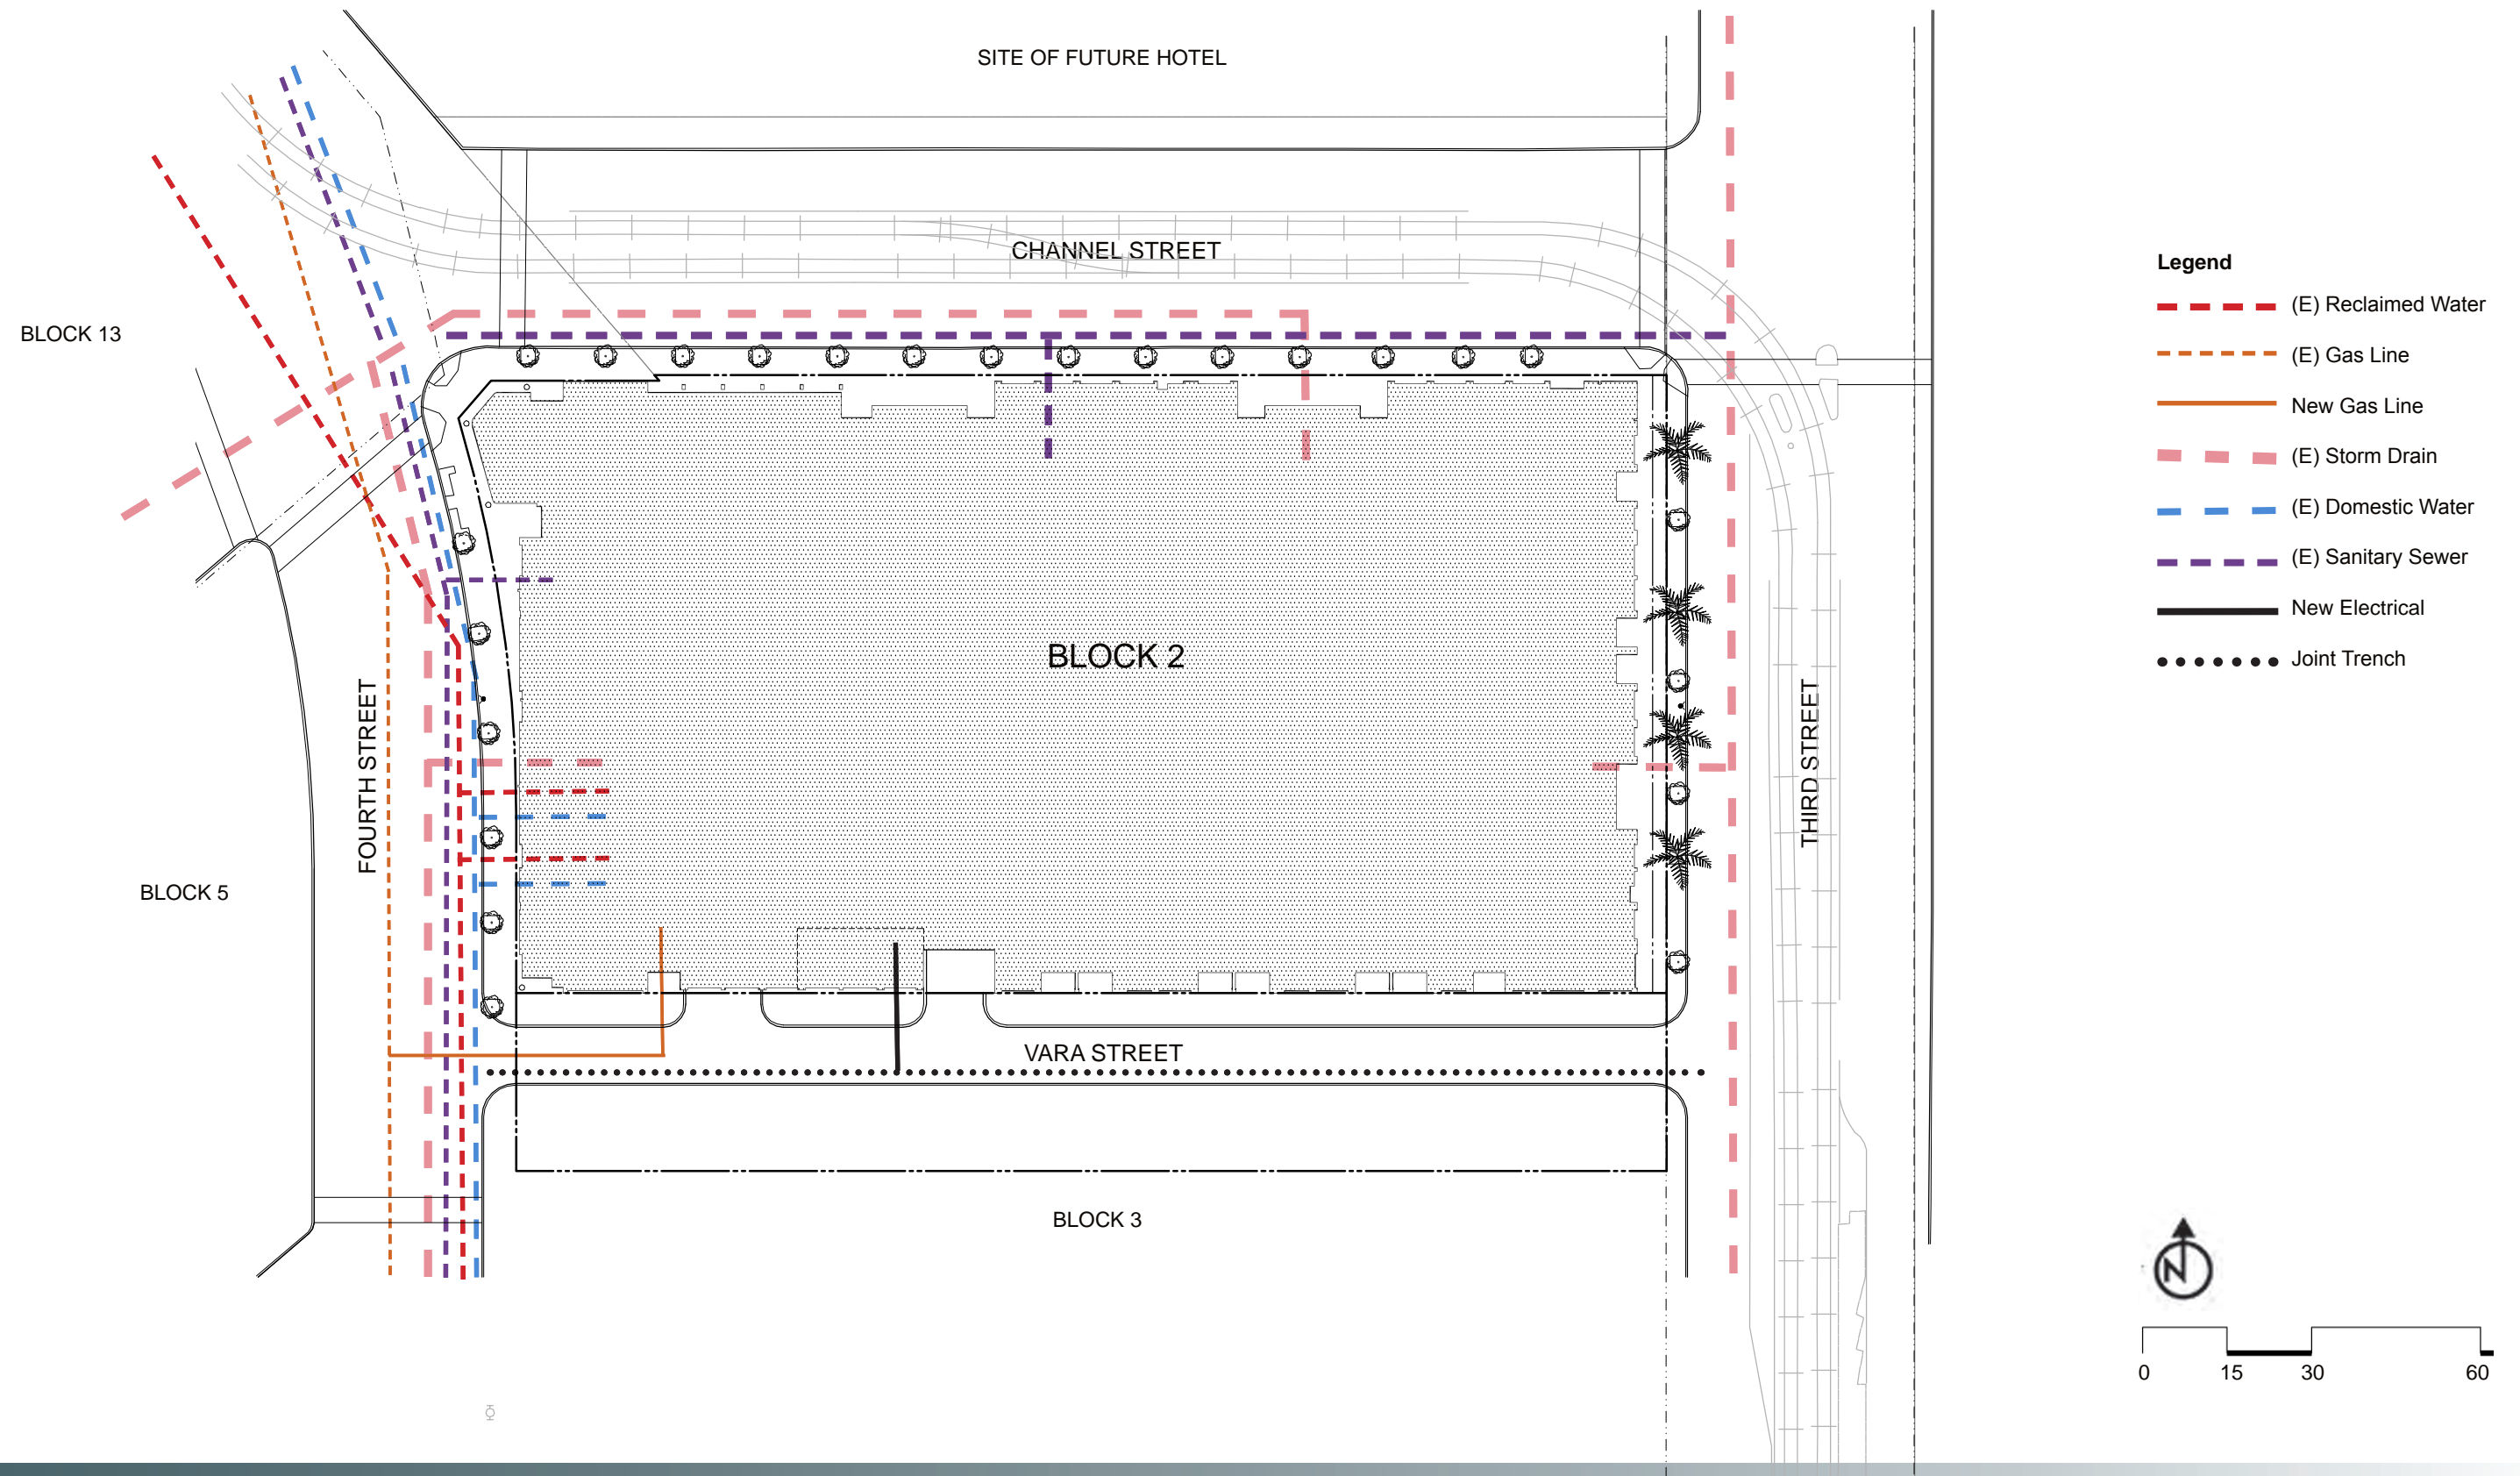 SITE OF FUTURE HOTEL
CHANNEL STREET
BLOCK 13
BLOCK 2
FOURTH STREET
THIRD STREET
BLOCK 5
VARA STREET
BLOCK 3
Legend
(E) Reclaimed Water
(E) Gas Line
New Gas Line
(E) Storm Drain
(E) Domestic Water
(E) Sanitary Sewer
New Electrical
Joint Trench
N
0 15 30 60